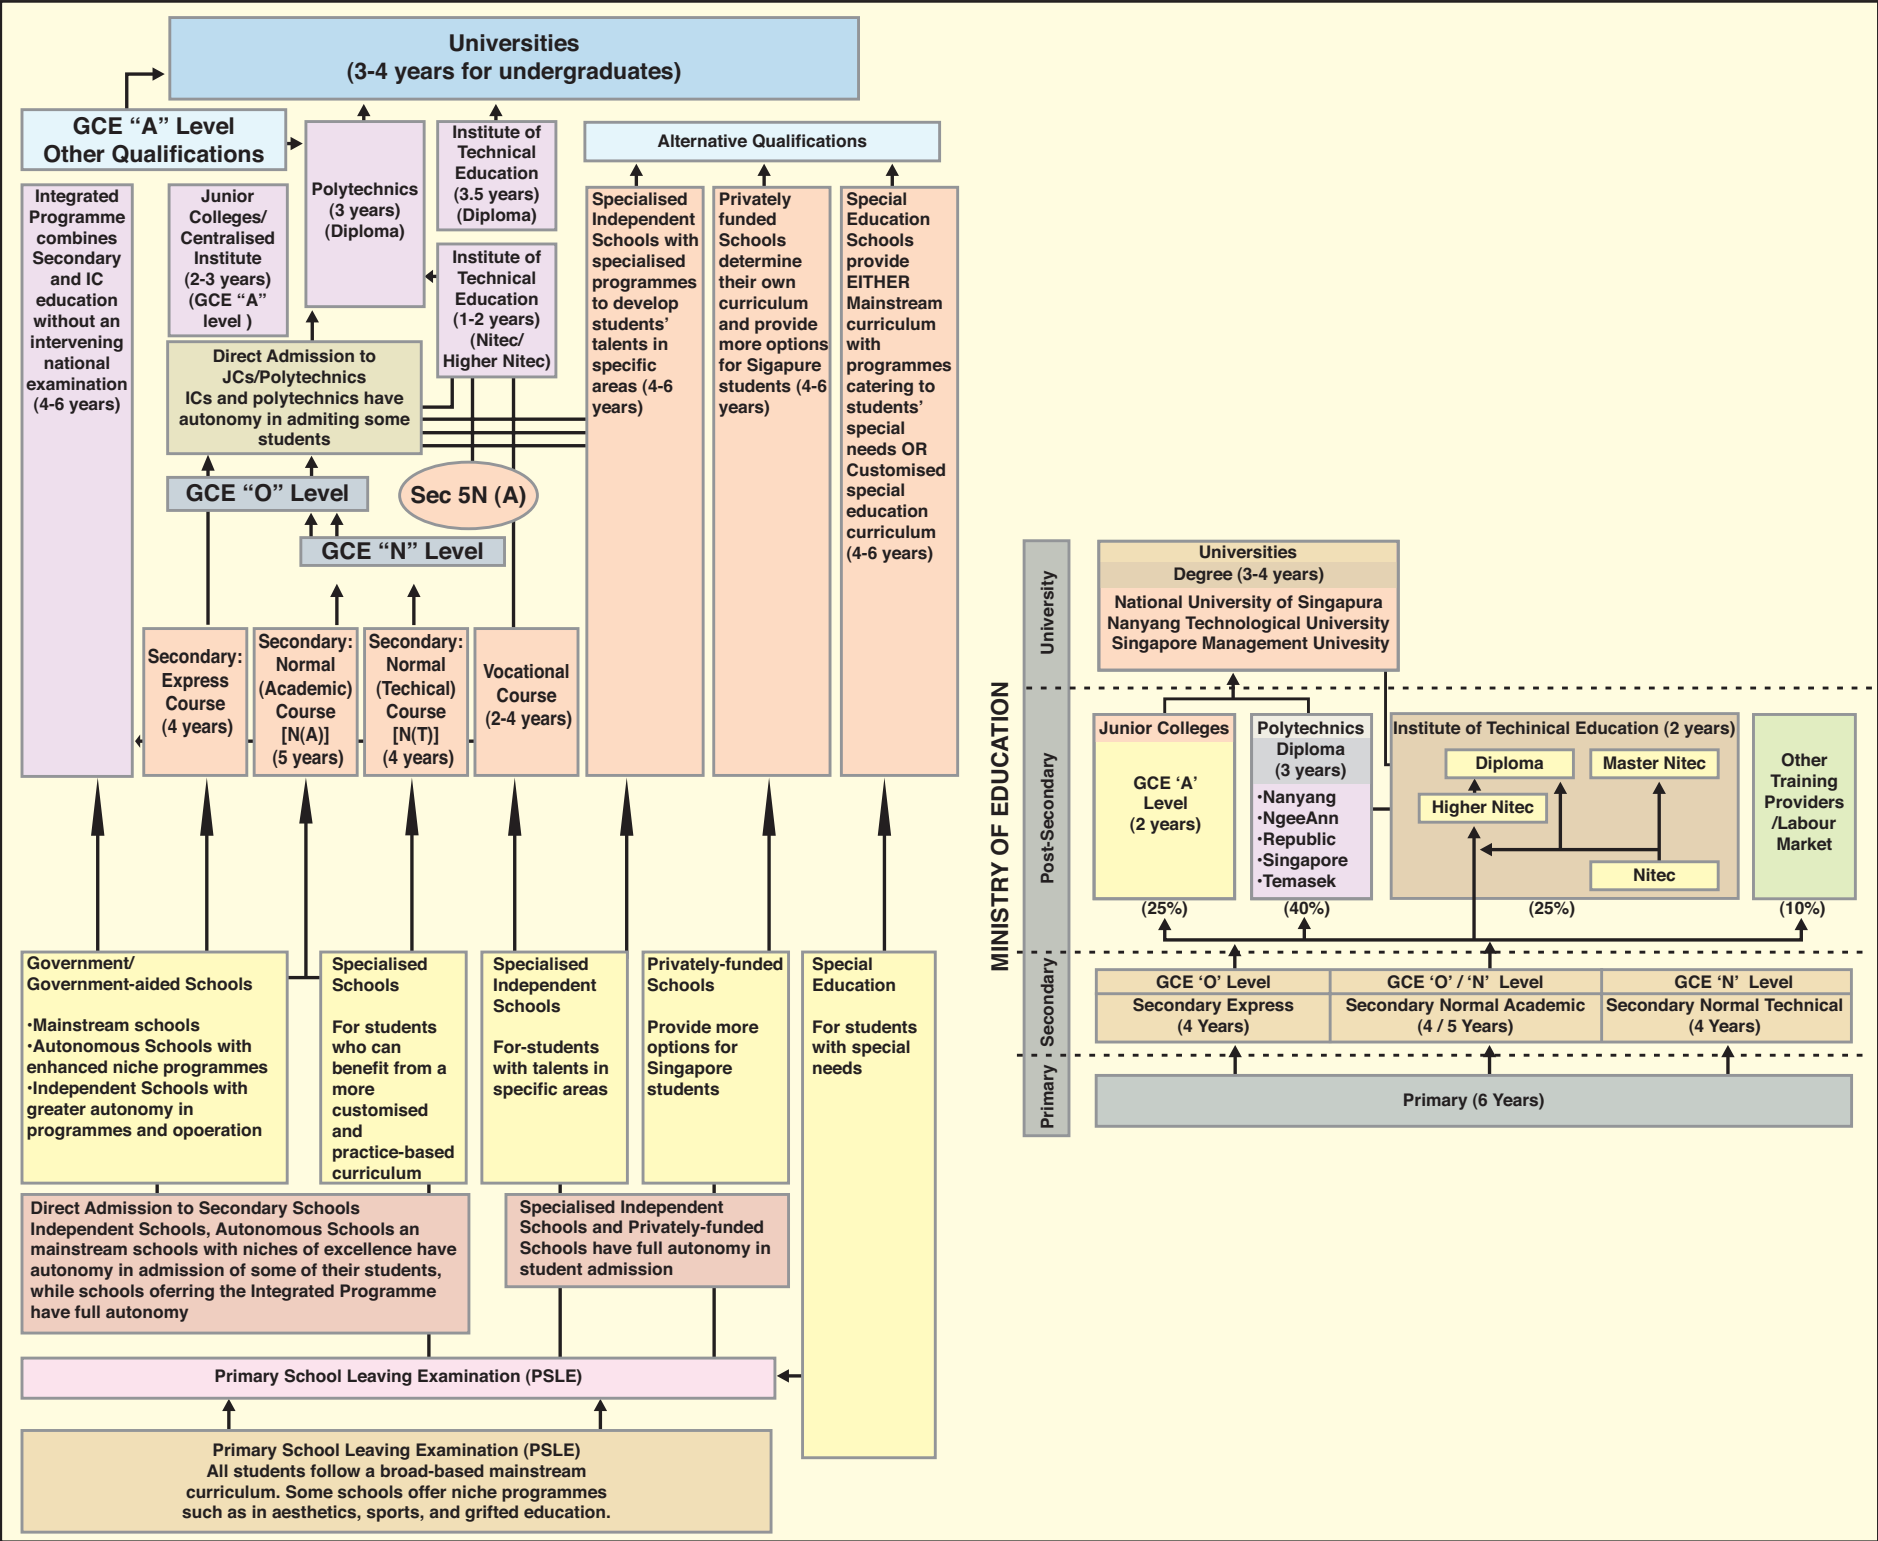 Universities
(3-4 years for undergraduates)
GCE “A” Level
Other Qualifications
Polytechnics
(3 years)
(Diploma)
Institute of
Technical
Education
(3.5 years)
(Diploma)
Alternative Qualifications
Integrated
Programme
combines
Secondary
and IC
education
without an
intervening
national
examination
(4-6 years)
Junior
Colleges/
Centralised
Institute
(2-3 years)
(GCE “A”
level )
Institute of
Technical
Education
(1-2 years)
(Nitec/
Higher Nitec)
Specialised
Independent
Schools with
specialised
programmes
to develop
students’
talents in
specific
areas (4-6
years)
Privately
funded
Schools
determine
their own
curriculum
and provide
more options
for Sigapure
students (4-6
years)
Special
Education
Schools
provide
EITHER
Mainstream
curriculum
with
programmes
catering to
students’
special
needs OR
Customised
special
education
curriculum
(4-6 years)
Direct Admission to
JCs/Polytechnics
ICs and polytechnics have
autonomy in admiting some
students
GCE “O” Level
Sec 5N (A)
GCE “N” Level
Secondary:
Express
Course
(4 years)
Secondary:
Normal
(Academic)
Course
[N(A)]
(5 years)
Secondary:
Normal
(Techical)
Course
[N(T)]
(4 years)
Vocational
Course
(2-4 years)
Government/
Government-aided Schools
•Mainstream schools
•Autonomous Schools with
enhanced niche programmes
•Independent Schools with
greater autonomy in
programmes and opoeration
Specialised
Schools
For students
who can
benefit from a
more
customised
and
practice-based
curriculum
Specialised
Independent
Schools
For-students
with talents in
specific areas
Privately-funded
Schools
Provide more
options for
Singapore
students
Special
Education
For students
with special
needs
Direct Admission to Secondary Schools
Independent Schools, Autonomous Schools an
mainstream schools with niches of excellence have
autonomy in admission of some of their students,
while schools oferring the Integrated Programme
have full autonomy
Specialised Independent
Schools and Privately-funded
Schools have full autonomy in
student admission
Primary School Leaving Examination (PSLE)
Primary School Leaving Examination (PSLE)
All students follow a broad-based mainstream
curriculum. Some schools offer niche programmes
such as in aesthetics, sports, and grifted education.
MINISTRY OF EDUCATION
University
Universities
Degree (3-4 years)
National University of Singapura
Nanyang Technological University
Singapore Management Univesity
Post-Secondary
Junior Colleges
GCE ‘A’
Level
(2 years)
(25%)
Polytechnics
Diploma
(3 years)
•Nanyang
•NgeeAnn
•Republic
•Singapore
•Temasek
(40%)
Institute of Techinical Education (2 years)
Diploma
Master Nitec
Higher Nitec
Nitec
(25%)
Other
Training
Providers
/Labour
Market
(10%)
Secondary
GCE ‘O’ Level
GCE ‘O’ / ‘N’ Level
GCE ‘N’ Level
Secondary Express
(4 Years)
Secondary Normal Academic
(4 / 5 Years)
Secondary Normal Technical
(4 Years)
Primary
Primary (6 Years)